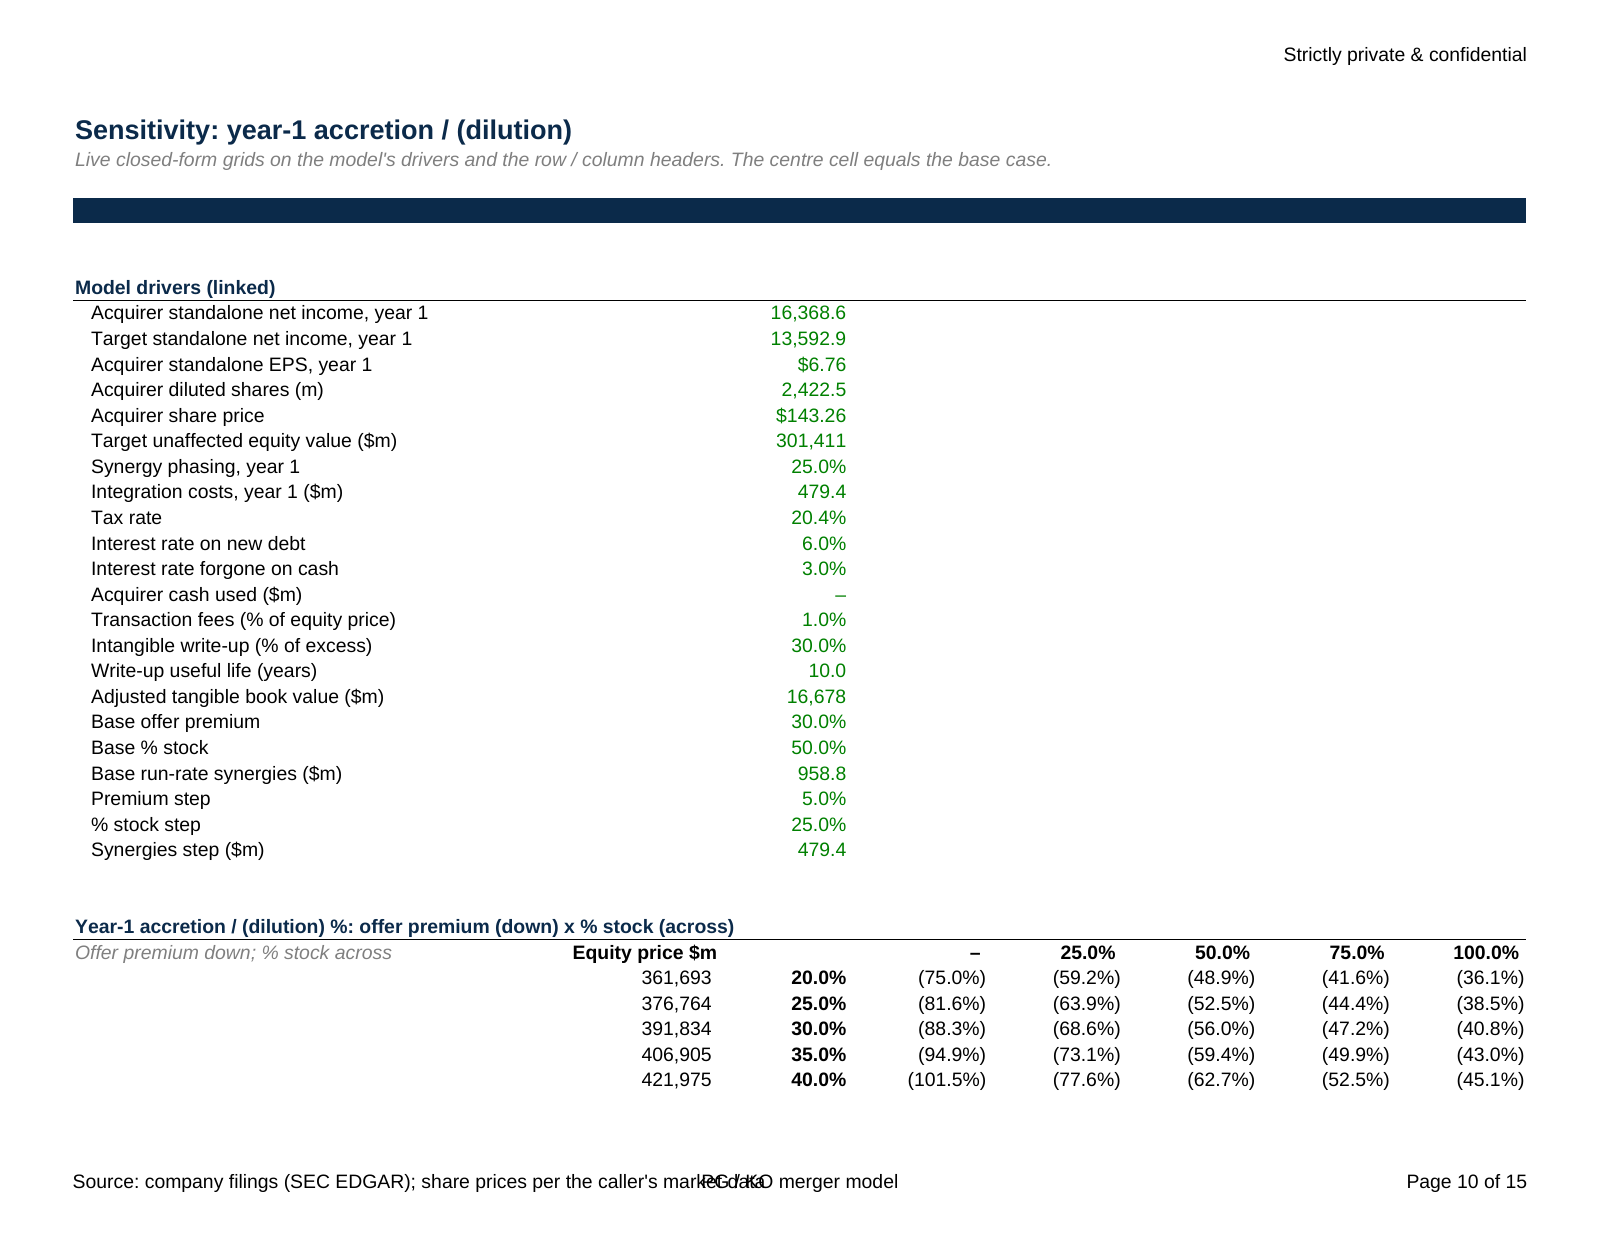 Strictly private & confidential
Sensitivity: year-1 accretion / (dilution)
Live closed-form grids on the model's drivers and the row / column headers. The centre cell equals the base case.
Model drivers (linked)
Acquirer standalone net income, year 1 16,368.6
Target standalone net income, year 1 13,592.9
Acquirer standalone EPS, year 1 $6.76
Acquirer diluted shares (m) 2,422.5
Acquirer share price $143.26
Target unaffected equity value ($m) 301,411
Synergy phasing, year 1 25.0%
Integration costs, year 1 ($m) 479.4
Tax rate 20.4%
Interest rate on new debt 6.0%
Interest rate forgone on cash 3.0%
Acquirer cash used ($m) –
Transaction fees (% of equity price) 1.0%
Intangible write-up (% of excess) 30.0%
Write-up useful life (years) 10.0
Adjusted tangible book value ($m) 16,678
Base offer premium 30.0%
Base % stock 50.0%
Base run-rate synergies ($m) 958.8
Premium step 5.0%
% stock step 25.0%
Synergies step ($m) 479.4
Year-1 accretion / (dilution) %: offer premium (down) x % stock (across)
Offer premium down; % stock across Equity price $m – 25.0% 50.0% 75.0% 100.0%
361,693 20.0% (75.0%) (59.2%) (48.9%) (41.6%) (36.1%)
376,764 25.0% (81.6%) (63.9%) (52.5%) (44.4%) (38.5%)
391,834 30.0% (88.3%) (68.6%) (56.0%) (47.2%) (40.8%)
406,905 35.0% (94.9%) (73.1%) (59.4%) (49.9%) (43.0%)
421,975 40.0% (101.5%) (77.6%) (62.7%) (52.5%) (45.1%)
Source: company filings (SEC EDGAR); share prices per the caller's market data PG / KO merger model Page 10 of 15